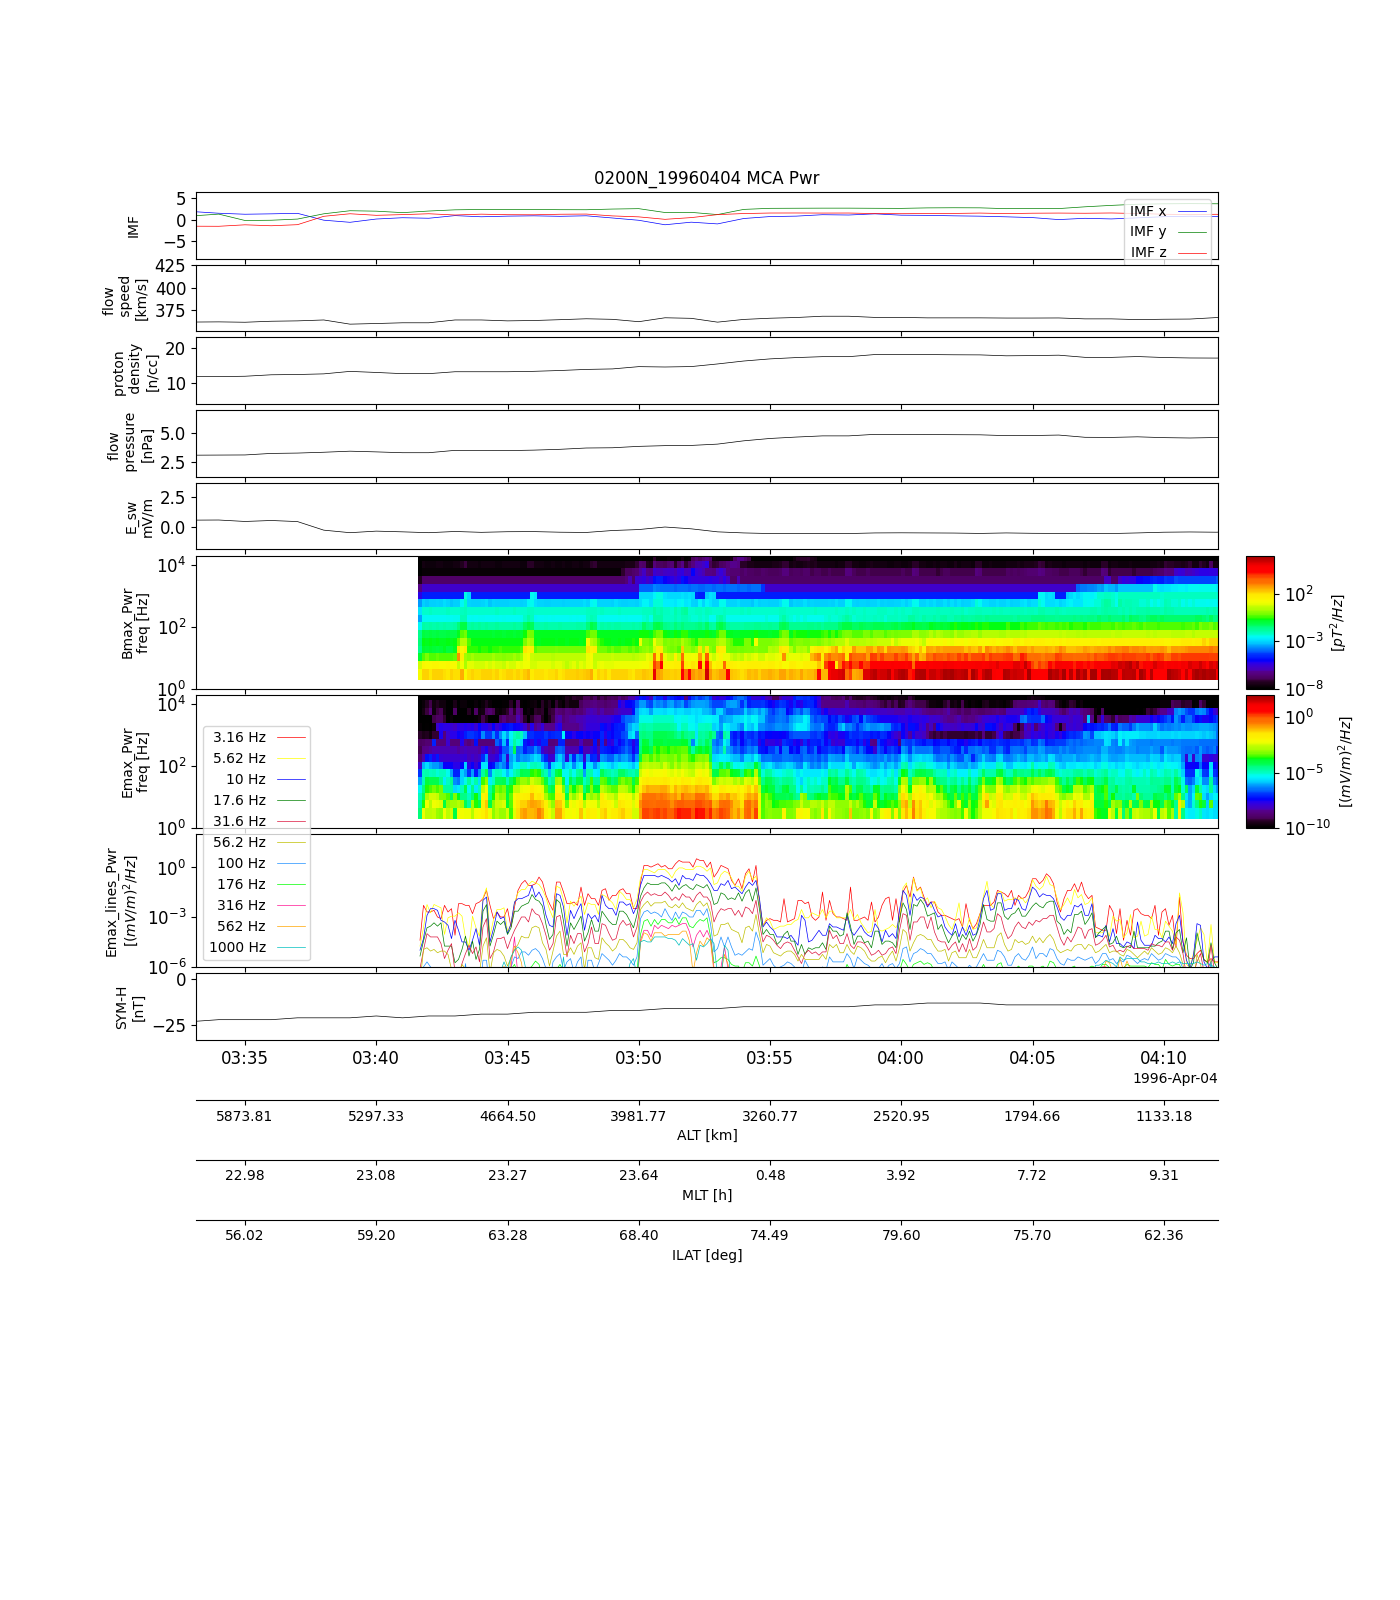 0200N_19960404 MCA Pwr
IMF
5
0
−5
IMF x
IMF y
IMF z
flow
speed
[km/s]
425
400
375
proton
density
[n/cc]
20
10
flow
pressure
[nPa]
5.0
2.5
E_sw
mV/m
2.5
0.0
Bmax_Pwr
freq [Hz]
10^4
10^2
10^0
10^2
10^−3
10^−8
[pT^2/Hz]
Emax_Pwr
freq [Hz]
10^4
10^2
10^0
10^0
10^−5
10^−10
[(mV/m)^2/Hz]
3.16 Hz
5.62 Hz
10 Hz
17.6 Hz
31.6 Hz
56.2 Hz
100 Hz
176 Hz
316 Hz
562 Hz
1000 Hz
Emax_lines_Pwr
[(mV/m)^2/Hz]
10^0
10^−3
10^−6
SYM-H
[nT]
0
−25
03:35 03:40 03:45 03:50 03:55 04:00 04:05 04:10
1996-Apr-04
5873.81 5297.33 4664.50 3981.77 3260.77 2520.95 1794.66 1133.18
ALT [km]
22.98 23.08 23.27 23.64 0.48 3.92 7.72 9.31
MLT [h]
56.02 59.20 63.28 68.40 74.49 79.60 75.70 62.36
ILAT [deg]